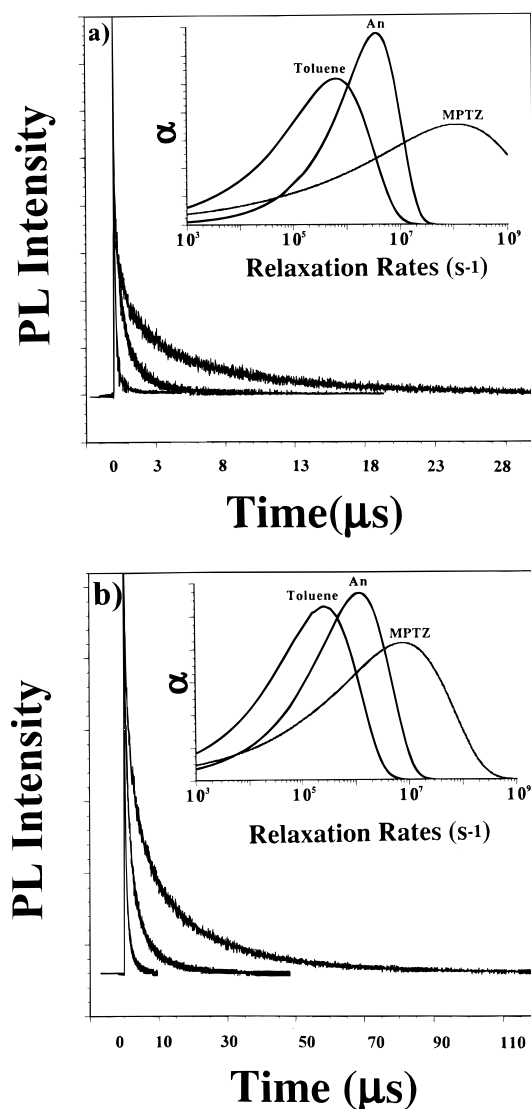 a)
An
Toluene
MPTZ
α
10³ 10⁵ 10⁷ 10⁹
Relaxation Rates (s-1)
PL Intensity
0 3 8 13 18 23 28
Time(μs)
b)
An
Toluene
MPTZ
α
10³ 10⁵ 10⁷ 10⁹
Relaxation Rates (s-1)
PL Intensity
0 10 30 50 70 90 110
Time (μs)